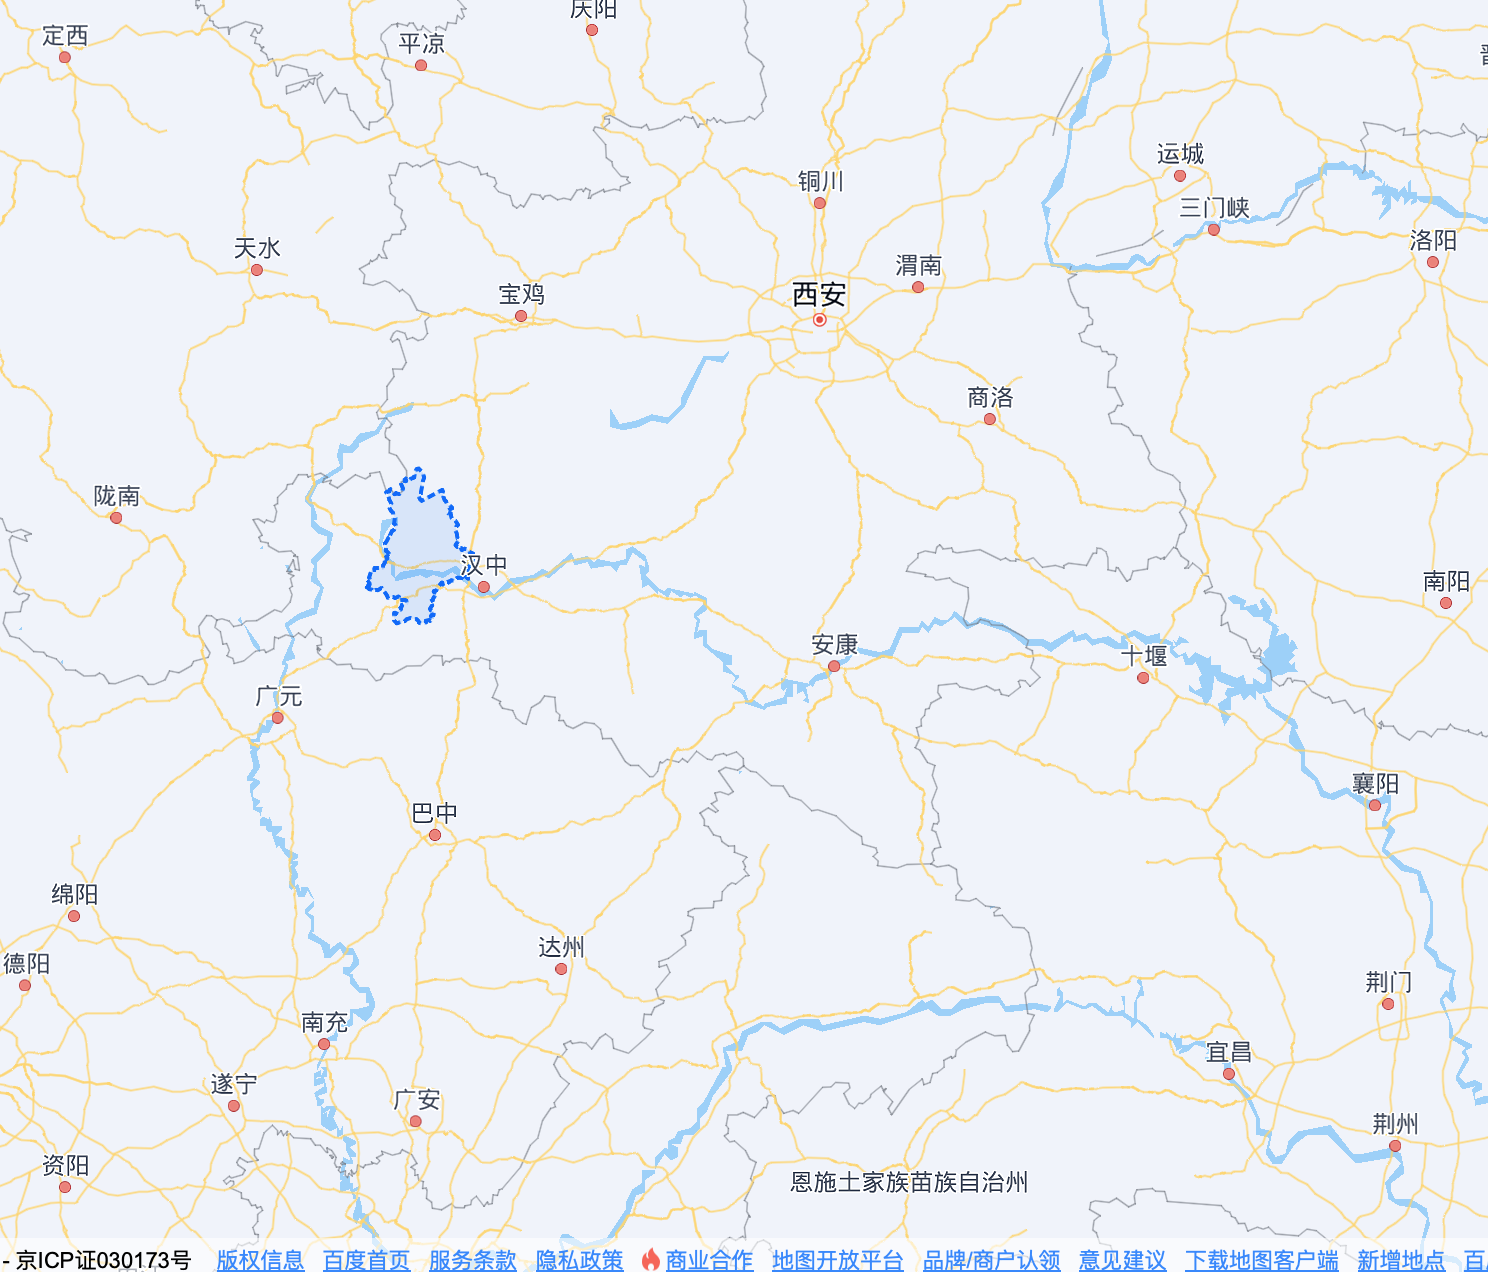 庆阳
定西
平凉
运城
铜川
三门峡
天水
渭南
洛阳
宝鸡
西安
商洛
陇南
汉中
南阳
安康
十堰
广元
襄阳
巴中
绵阳
达州
德阳
荆门
南充
宜昌
遂宁
广安
荆州
资阳
恩施土家族苗族自治州
- 京ICP证030173号 版权信息 百度首页 服务条款 隐私政策 商业合作 地图开放平台 品牌/商户认领 意见建议 下载地图客户端 新增地点